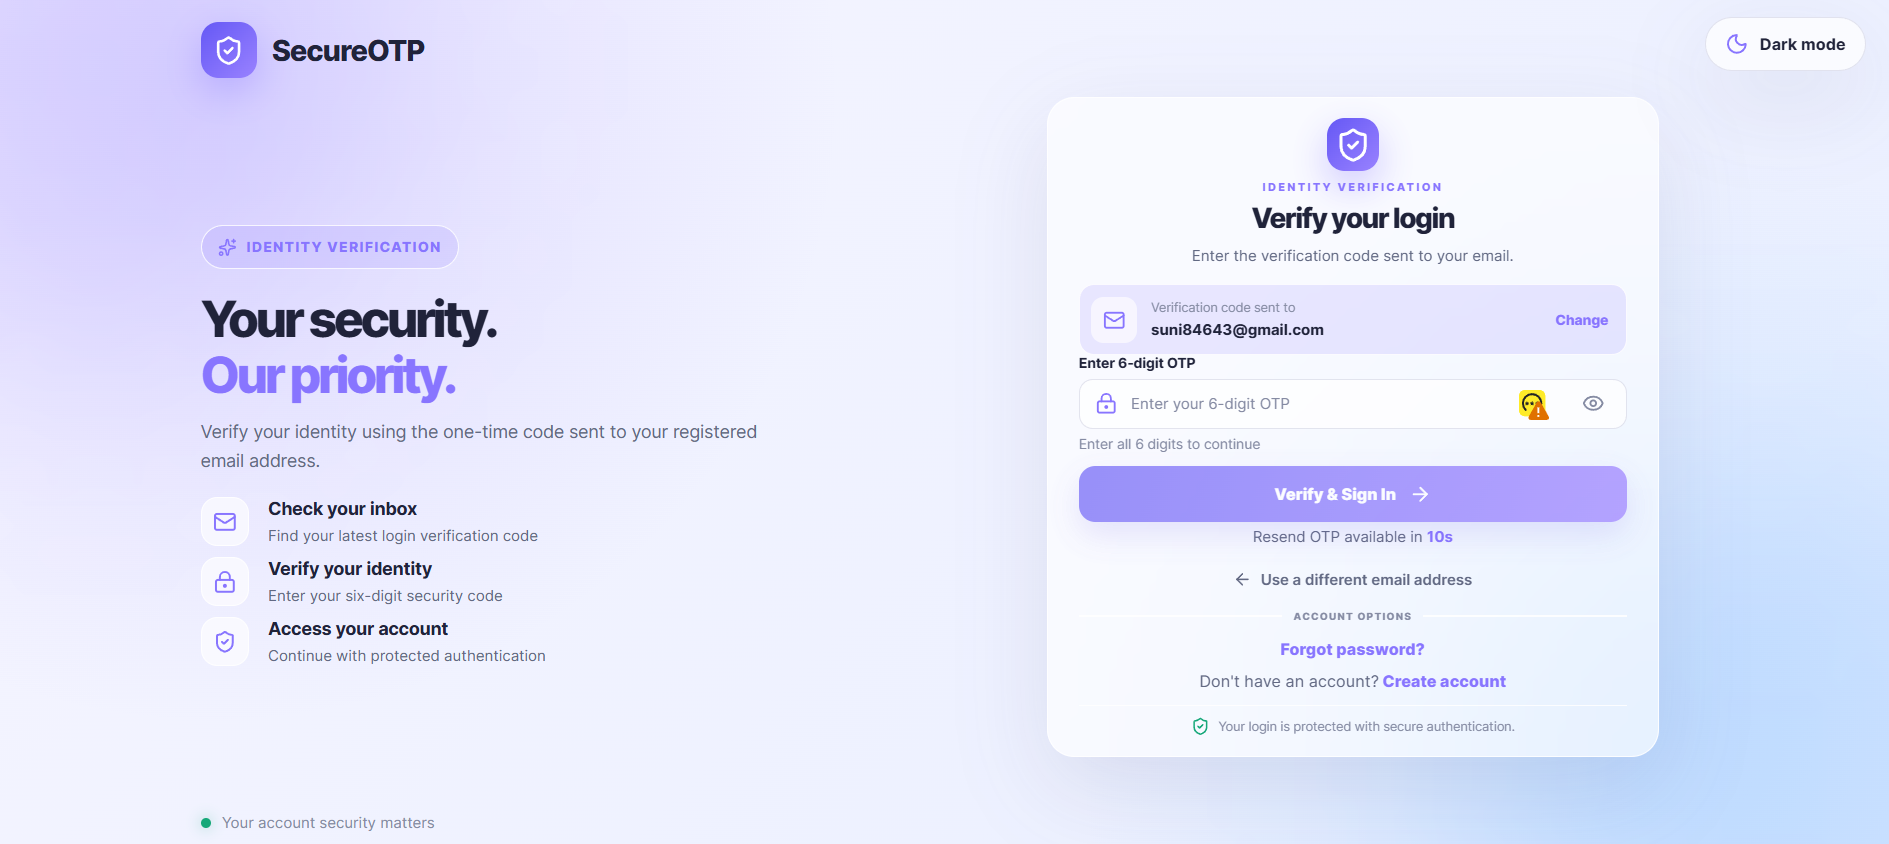 SecureOTP
Dark mode
IDENTITY VERIFICATION
Your security.
Our priority.
Verify your identity using the one-time code sent to your registered
email address.
Check your inbox
Find your latest login verification code
Verify your identity
Enter your six-digit security code
Access your account
Continue with protected authentication
Your account security matters
IDENTITY VERIFICATION
Verify your login
Enter the verification code sent to your email.
Verification code sent to
suni84643@gmail.com
Change
Enter 6-digit OTP
Enter your 6-digit OTP
Enter all 6 digits to continue
Verify & Sign In
Resend OTP available in 10s
Use a different email address
ACCOUNT OPTIONS
Forgot password?
Don't have an account? Create account
Your login is protected with secure authentication.